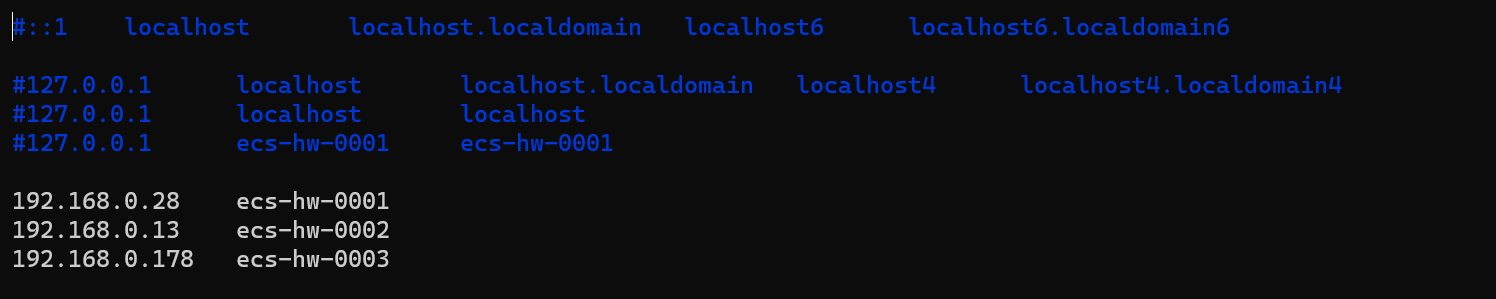 #::1    localhost       localhost.localdomain   localhost6      localhost6.localdomain6
#127.0.0.1      localhost       localhost.localdomain   localhost4      localhost4.localdomain4
#127.0.0.1      localhost       localhost
#127.0.0.1      ecs-hw-0001     ecs-hw-0001
192.168.0.28    ecs-hw-0001
192.168.0.13    ecs-hw-0002
192.168.0.178   ecs-hw-0003